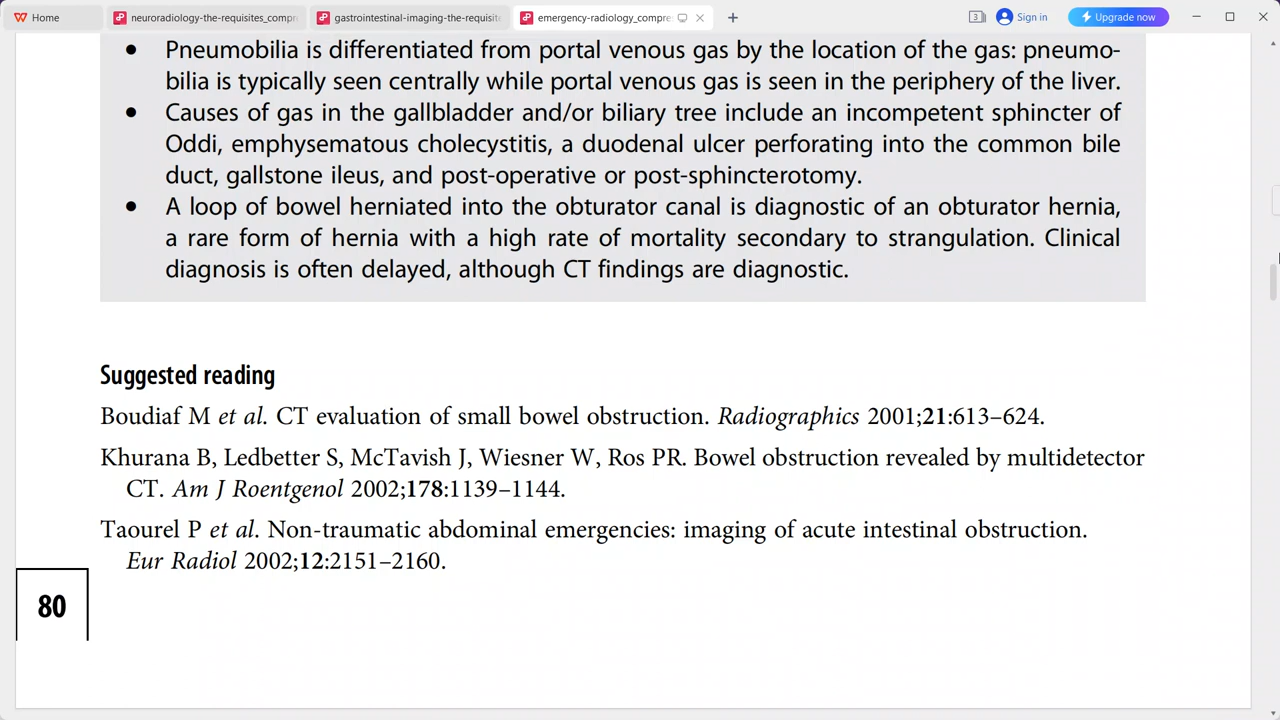 Home
neuroradiology-the-requisites_compr
gastrointestinal-imaging-the-requisite
emergency-radiology_compre
3
Sign in
Upgrade now
● Pneumobilia is differentiated from portal venous gas by the location of the gas: pneumo-
bilia is typically seen centrally while portal venous gas is seen in the periphery of the liver.
● Causes of gas in the gallbladder and/or biliary tree include an incompetent sphincter of
Oddi, emphysematous cholecystitis, a duodenal ulcer perforating into the common bile
duct, gallstone ileus, and post-operative or post-sphincterotomy.
● A loop of bowel herniated into the obturator canal is diagnostic of an obturator hernia,
a rare form of hernia with a high rate of mortality secondary to strangulation. Clinical
diagnosis is often delayed, although CT findings are diagnostic.
Suggested reading
Boudiaf M et al. CT evaluation of small bowel obstruction. Radiographics 2001;21:613–624.
Khurana B, Ledbetter S, McTavish J, Wiesner W, Ros PR. Bowel obstruction revealed by multidetector
CT. Am J Roentgenol 2002;178:1139–1144.
Taourel P et al. Non-traumatic abdominal emergencies: imaging of acute intestinal obstruction.
Eur Radiol 2002;12:2151–2160.
80